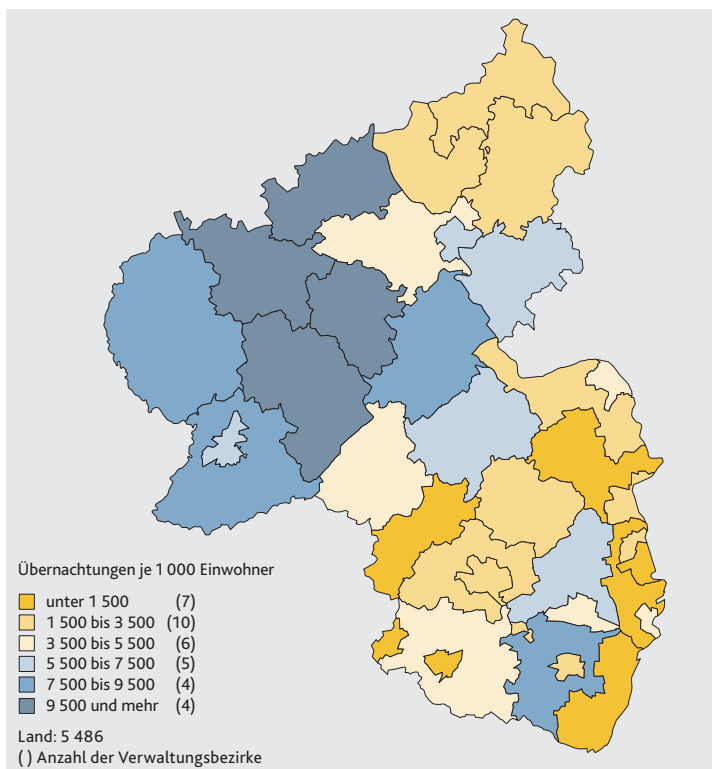 Übernachtungen je 1 000 Einwohner
unter 1 500 (7)
1 500 bis 3 500 (10)
3 500 bis 5 500 (6)
5 500 bis 7 500 (5)
7 500 bis 9 500 (4)
9 500 und mehr (4)
Land: 5 486
( ) Anzahl der Verwaltungsbezirke